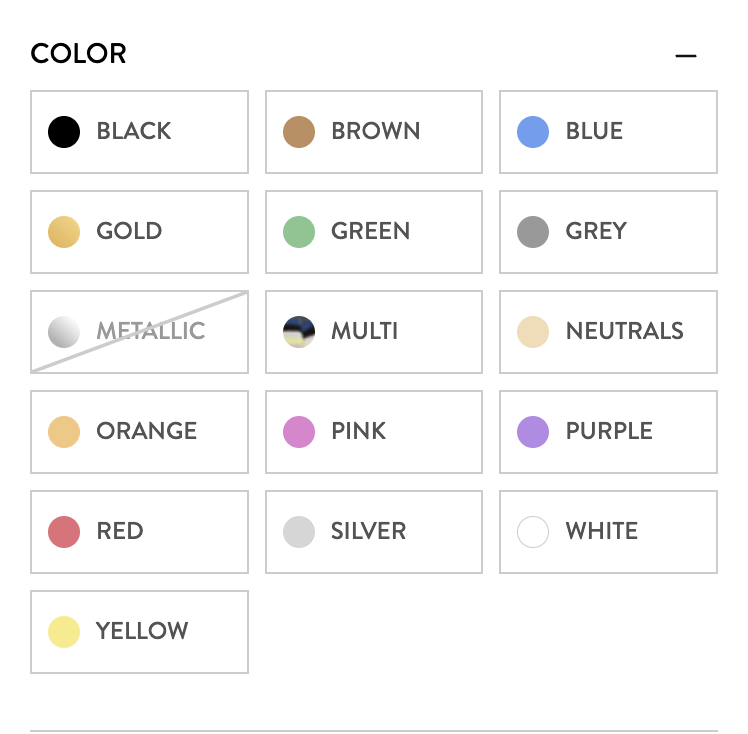 COLOR
BLACK
BROWN
BLUE
GOLD
GREEN
GREY
METALLIC
MULTI
NEUTRALS
ORANGE
PINK
PURPLE
RED
SILVER
WHITE
YELLOW